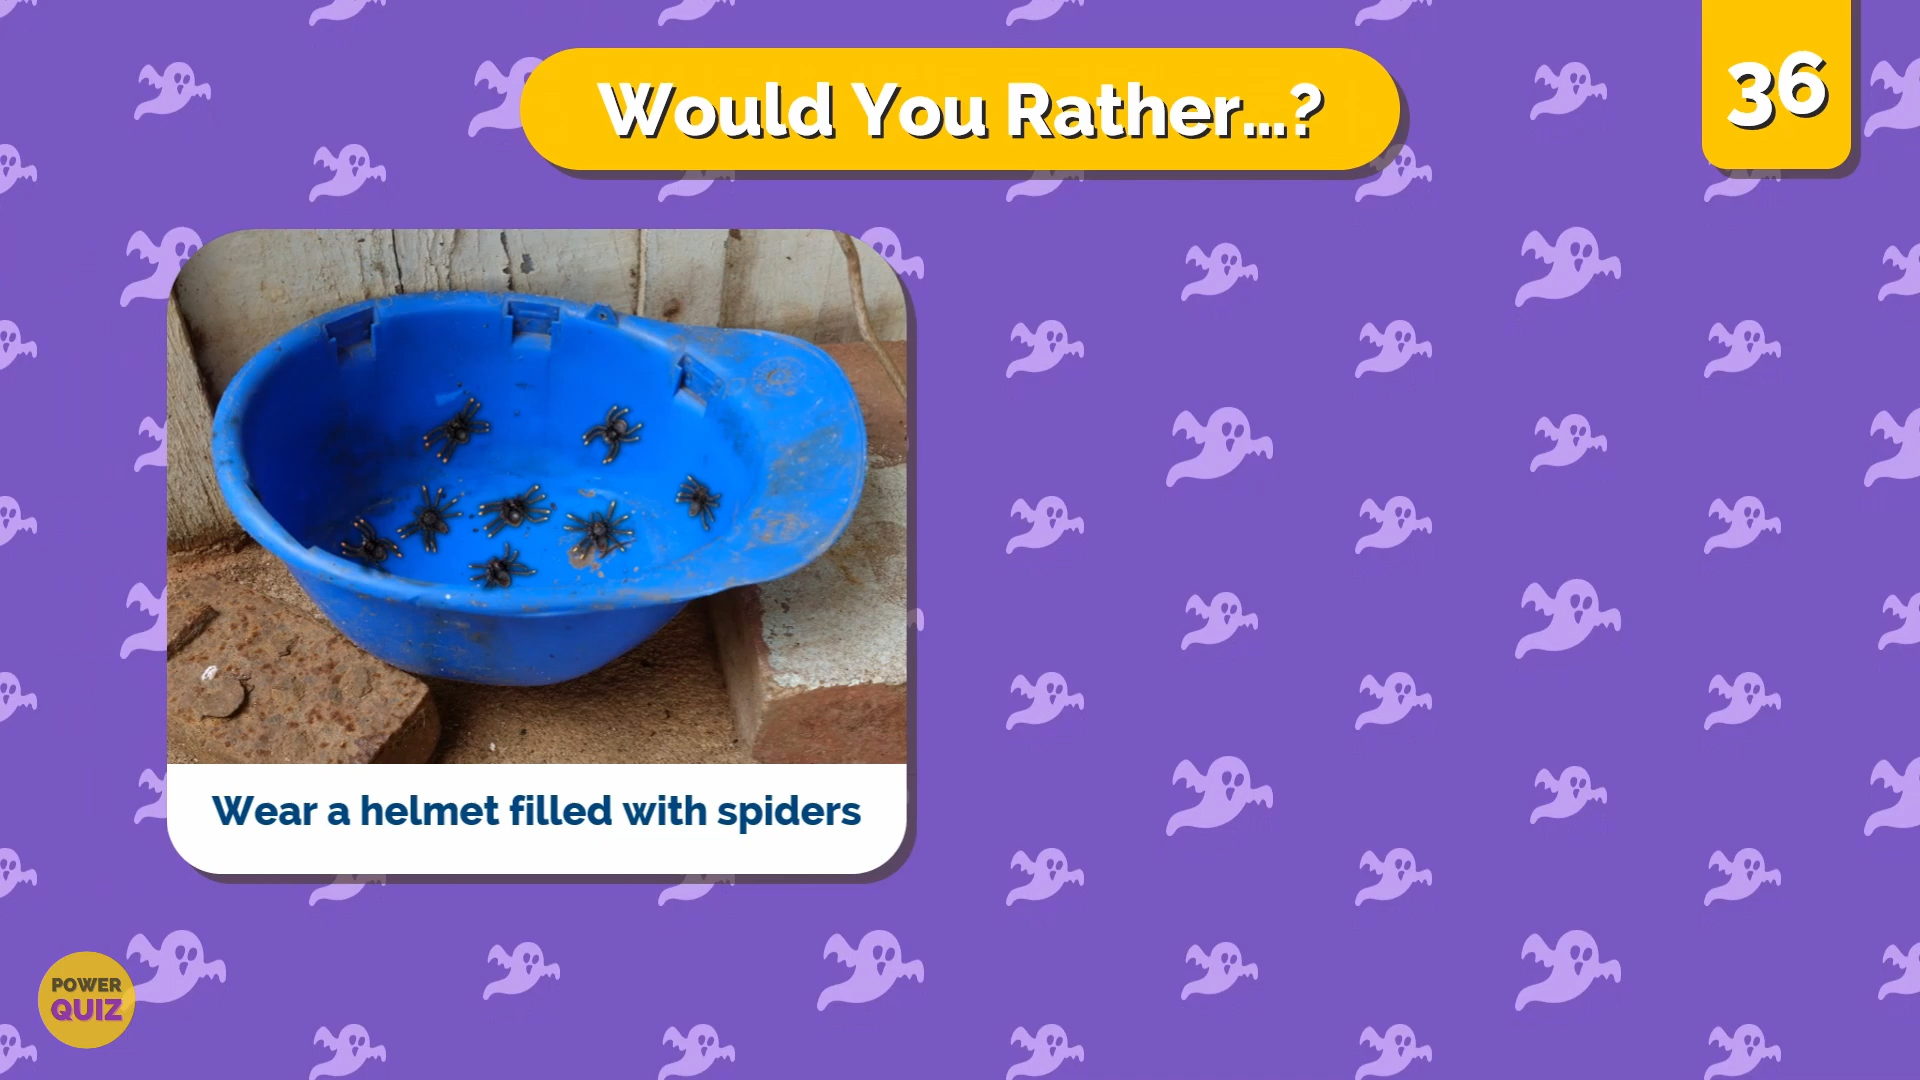 Would You Rather...?
36
Wear a helmet filled with spiders
POWER
QUIZ